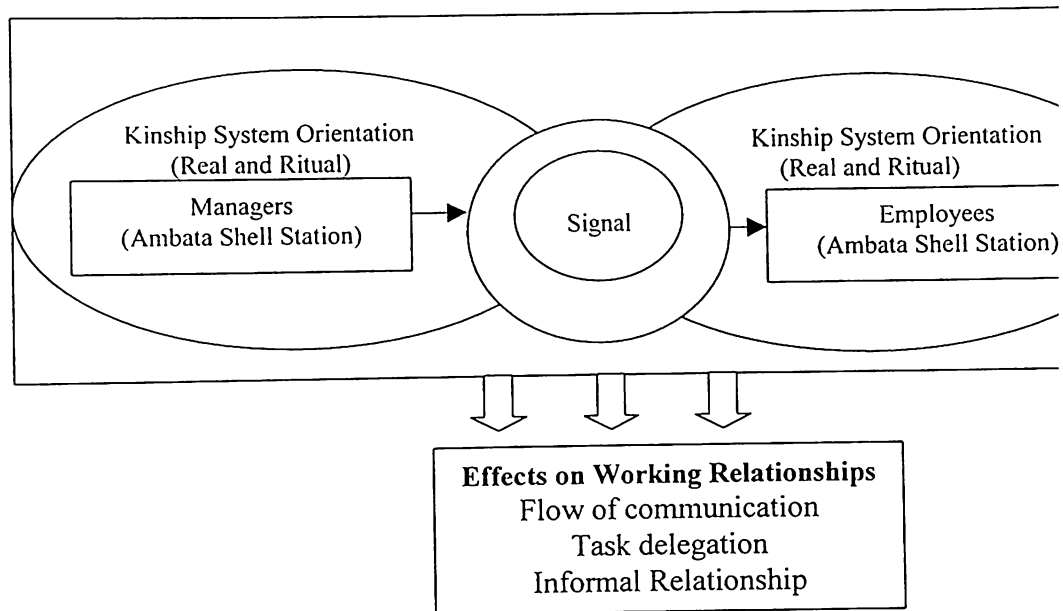 Kinship System Orientation
(Real and Ritual)
Managers
(Ambata Shell Station)
Signal
Kinship System Orientation
(Real and Ritual)
Employees
(Ambata Shell Station)
Effects on Working Relationships
Flow of communication
Task delegation
Informal Relationship